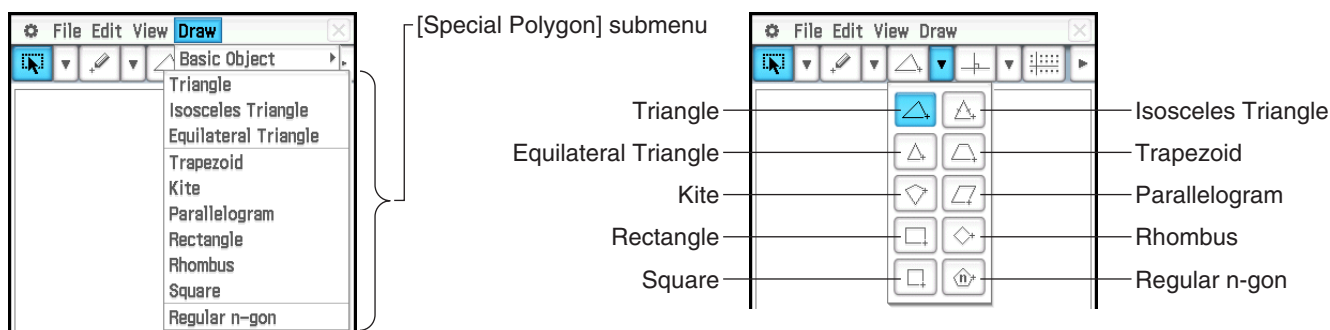 File Edit View Draw
Basic Object
Triangle
Isosceles Triangle
Equilateral Triangle
Trapezoid
Kite
Parallelogram
Rectangle
Rhombus
Square
Regular n-gon
[Special Polygon] submenu
File Edit View Draw
Triangle
Isosceles Triangle
Equilateral Triangle
Trapezoid
Kite
Parallelogram
Rectangle
Rhombus
Square
n
Regular n-gon